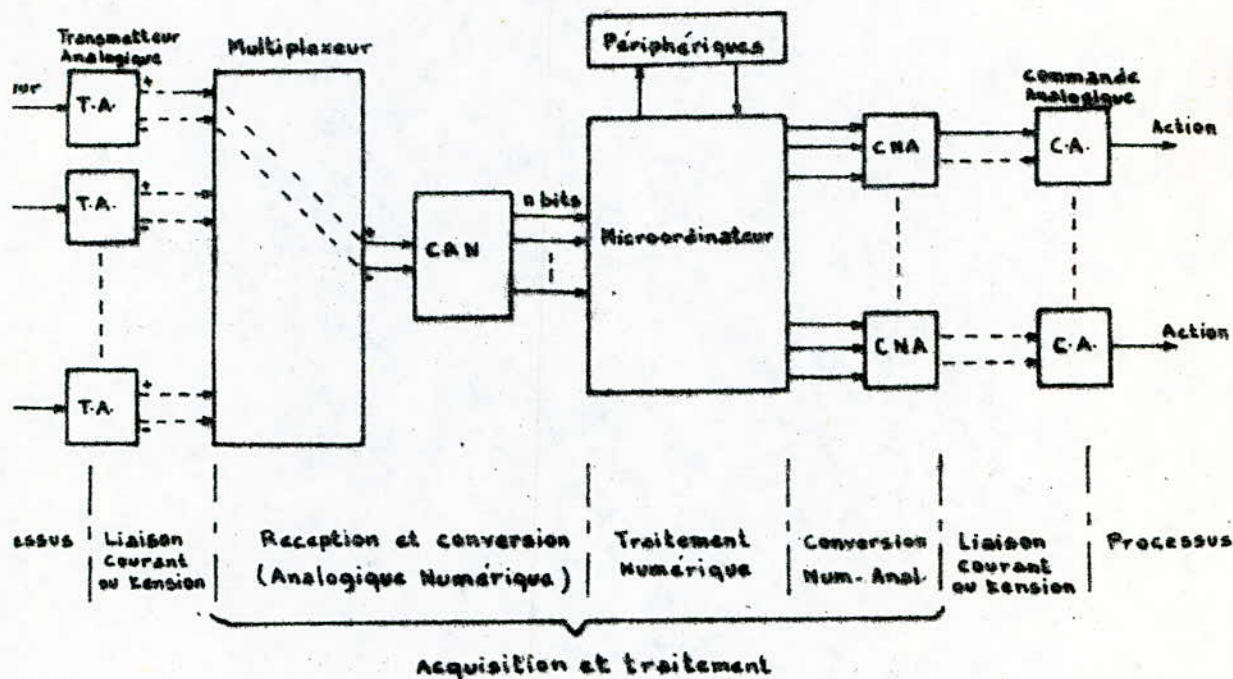 Transmetteur
Analogique
Multiplexeur
Périphériques
commande
Analogique
T.A.
+
-
T.A.
+
-
T.A.
+
-
+
-
CAN
n bits
Microordinateur
CNA
C.A.
Action
CNA
C.A.
Action
Liaison
courant
ou tension
Reception et conversion
(Analogique Numérique)
Traitement
Numérique
Conversion
Num- Anal.
Liaison
courant
ou tension
Processus
Acquisition et traitement